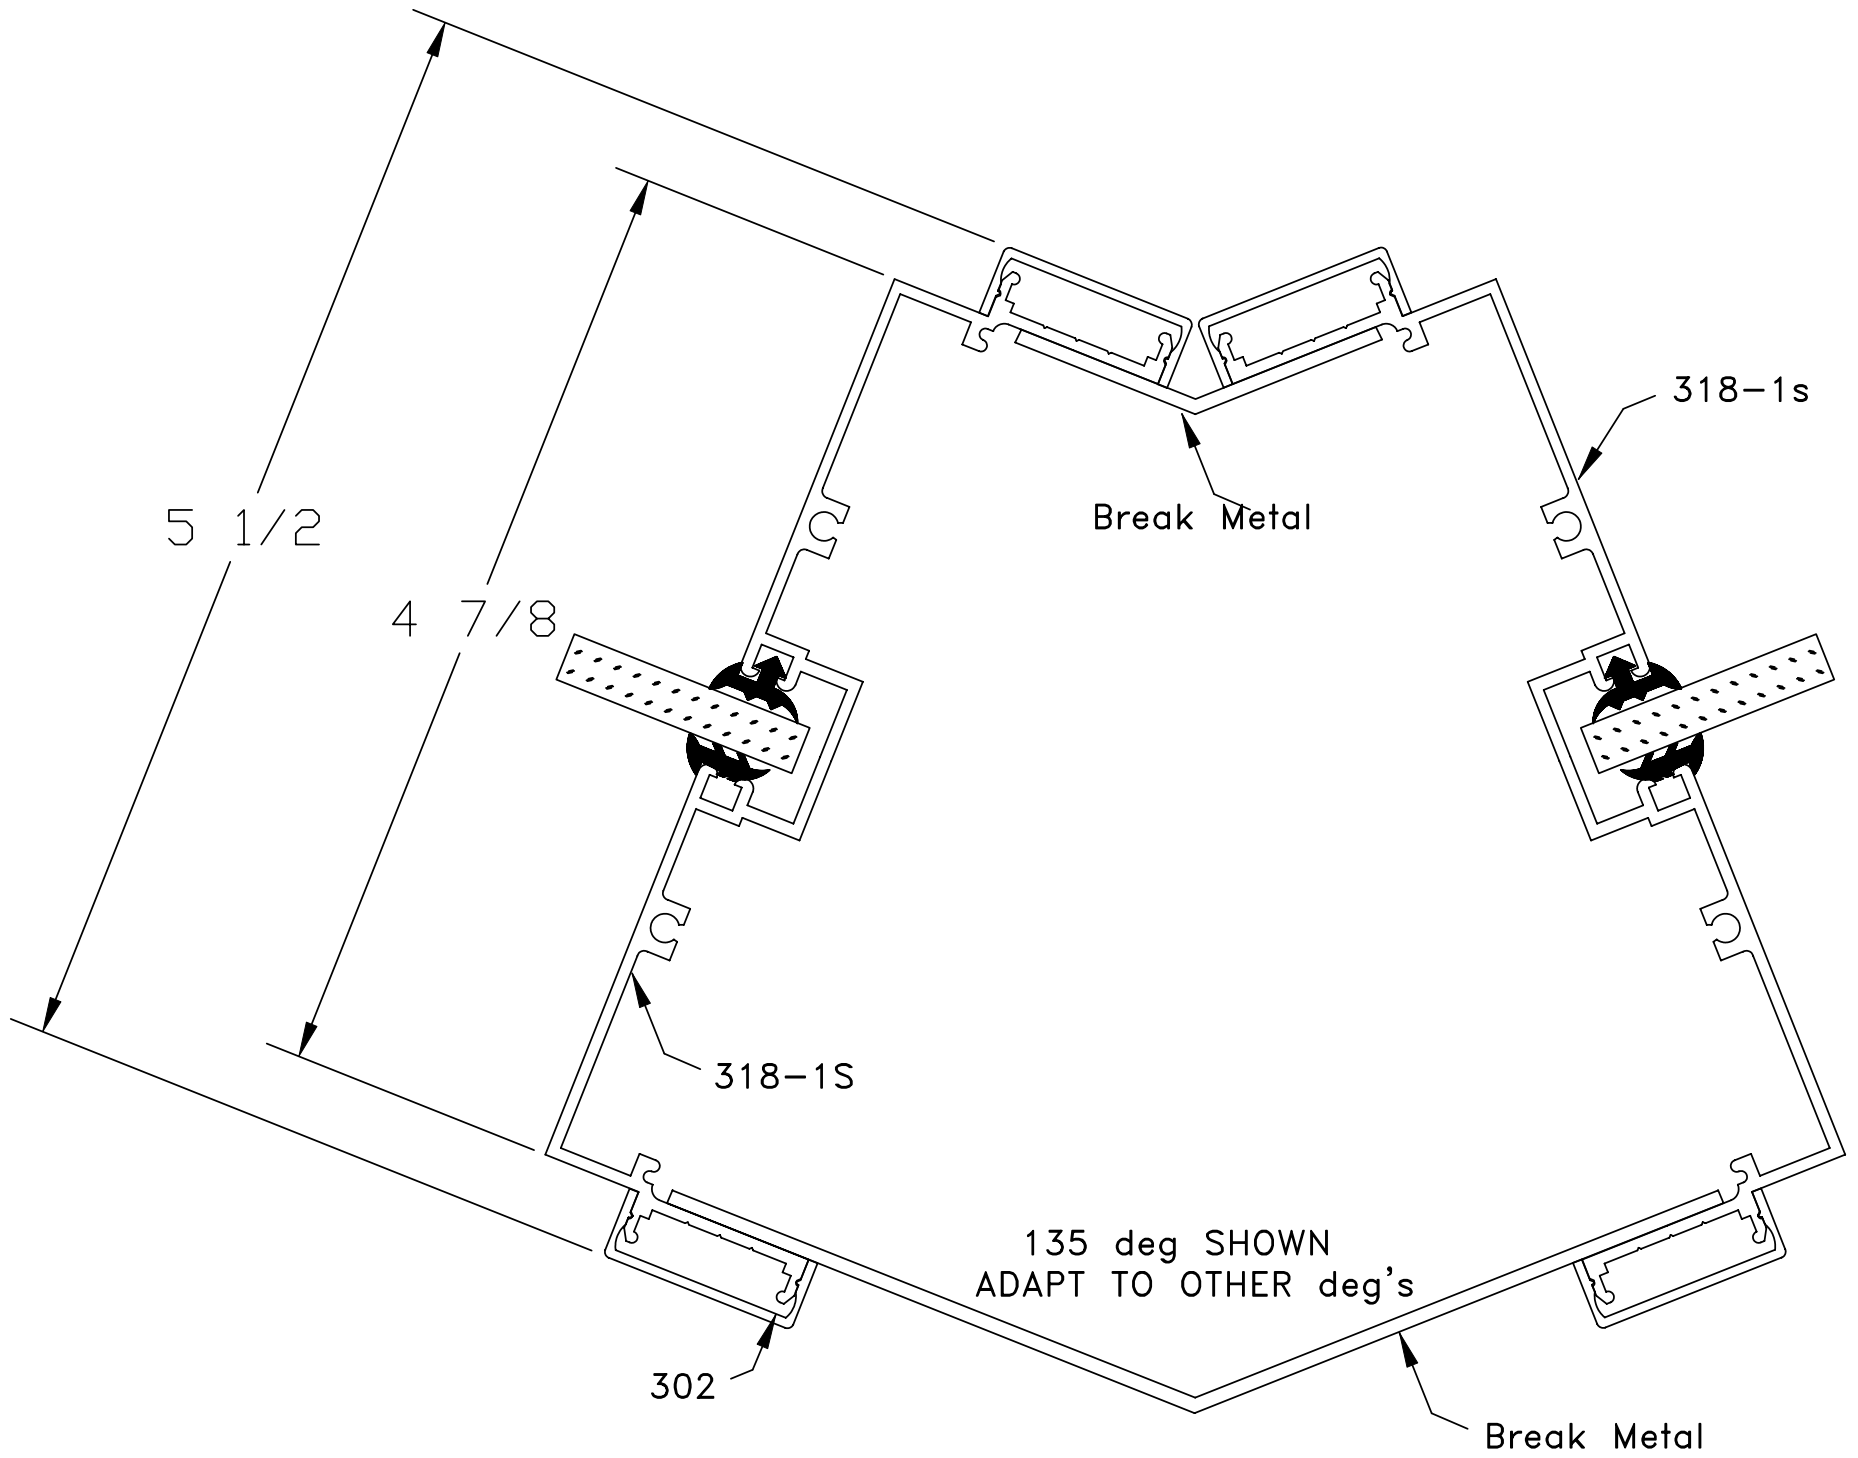 318-1s
Break Metal
5 1/2
4 7/8
318-1S
135 deg SHOWN
ADAPT TO OTHER deg's
302
Break Metal